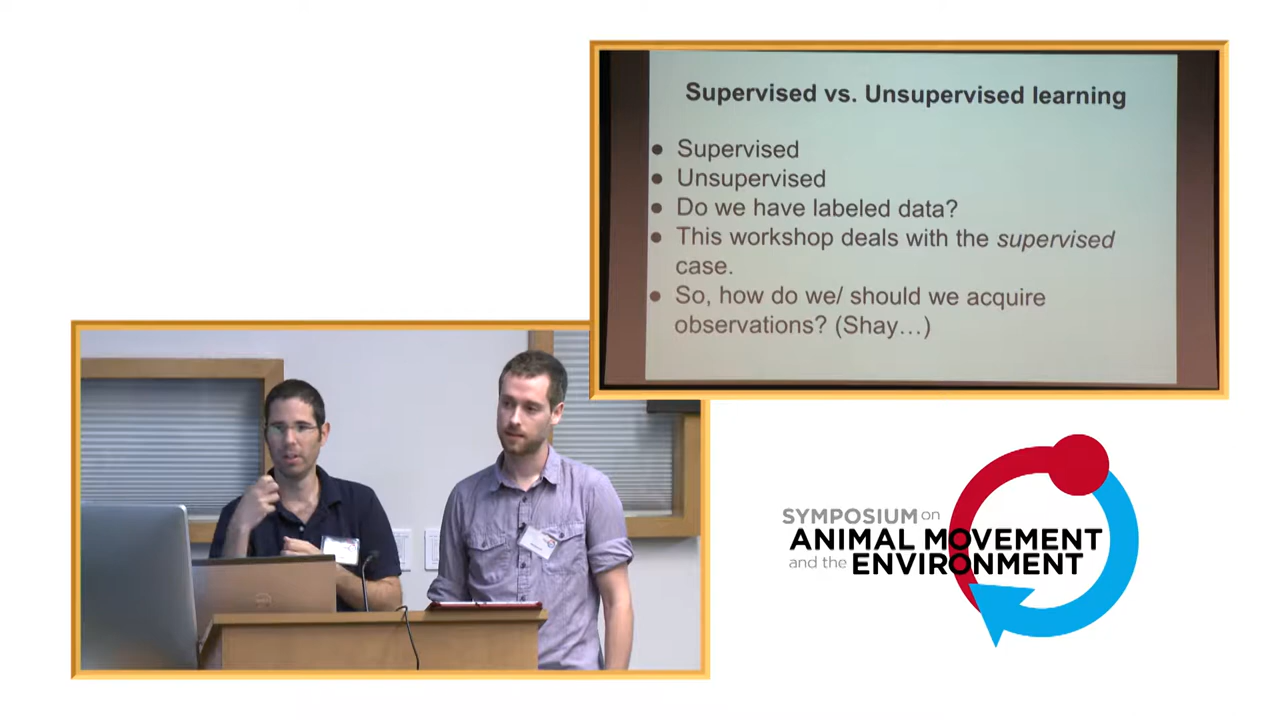 Supervised vs. Unsupervised learning
● Supervised
● Unsupervised
● Do we have labeled data?
● This workshop deals with the supervised
case.
● So, how do we/ should we acquire
observations? (Shay...)
SYMPOSIUM on
ANIMAL MOVEMENT
and the ENVIRONMENT